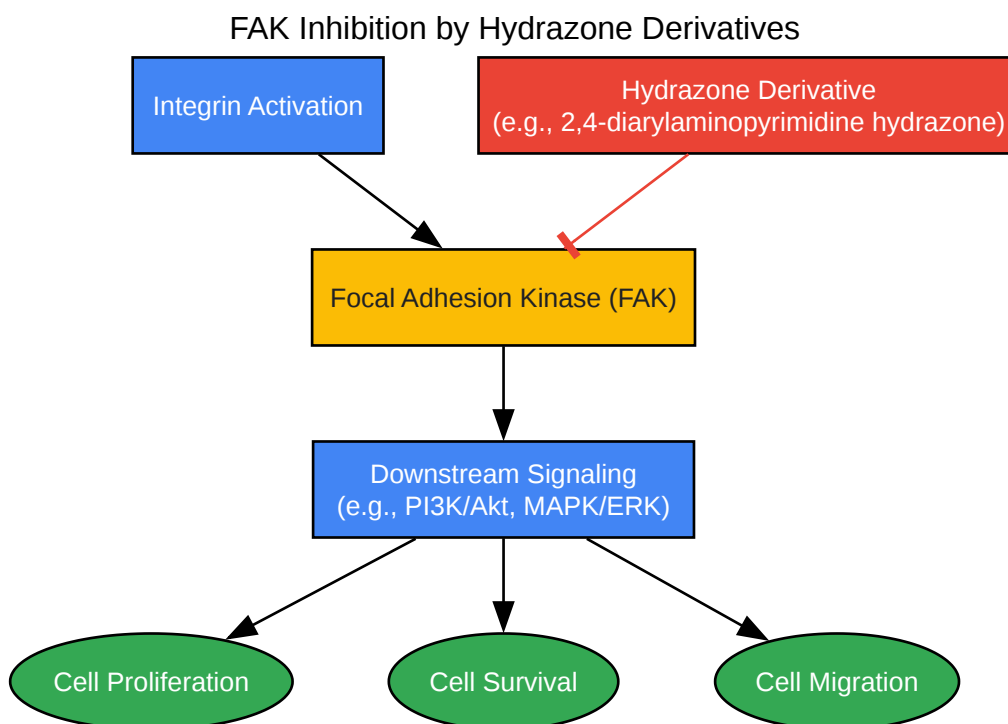 FAK Inhibition by Hydrazone Derivatives
Integrin Activation
Hydrazone Derivative
(e.g., 2,4-diarylaminopyrimidine hydrazone)
Focal Adhesion Kinase (FAK)
Downstream Signaling
(e.g., PI3K/Akt, MAPK/ERK)
Cell Proliferation
Cell Survival
Cell Migration